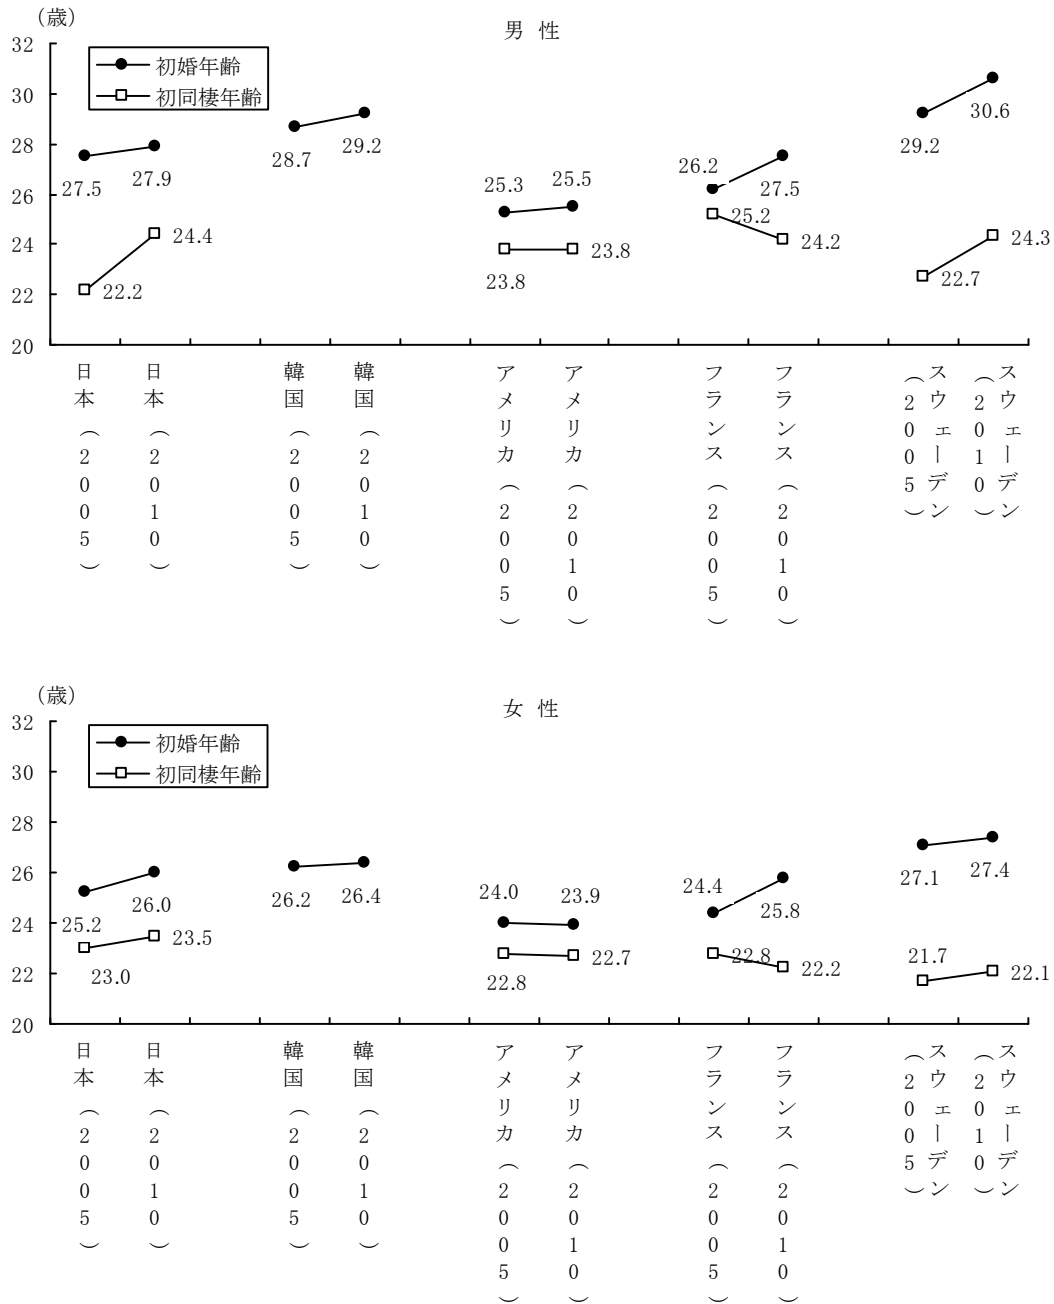 （歳）
男 性
32
30
28
26
24
22
20
初婚年齢
初同棲年齢
27.5
27.9
28.7
29.2
25.3
25.5
26.2
27.5
29.2
30.6
22.2
24.4
23.8
23.8
25.2
24.2
22.7
24.3
日本（2005）
日本（2010）
韓国（2005）
韓国（2010）
アメリカ（2005）
アメリカ（2010）
フランス（2005）
フランス（2010）
スウェーデン
（2005）
スウェーデン
（2010）
（歳）
女 性
32
30
28
26
24
22
20
初婚年齢
初同棲年齢
25.2
26.0
26.2
26.4
24.0
23.9
24.4
25.8
27.1
27.4
23.0
23.5
22.8
22.7
22.8
22.2
21.7
22.1
日本（2005）
日本（2010）
韓国（2005）
韓国（2010）
アメリカ（2005）
アメリカ（2010）
フランス（2005）
フランス（2010）
スウェーデン
（2005）
スウェーデン
（2010）